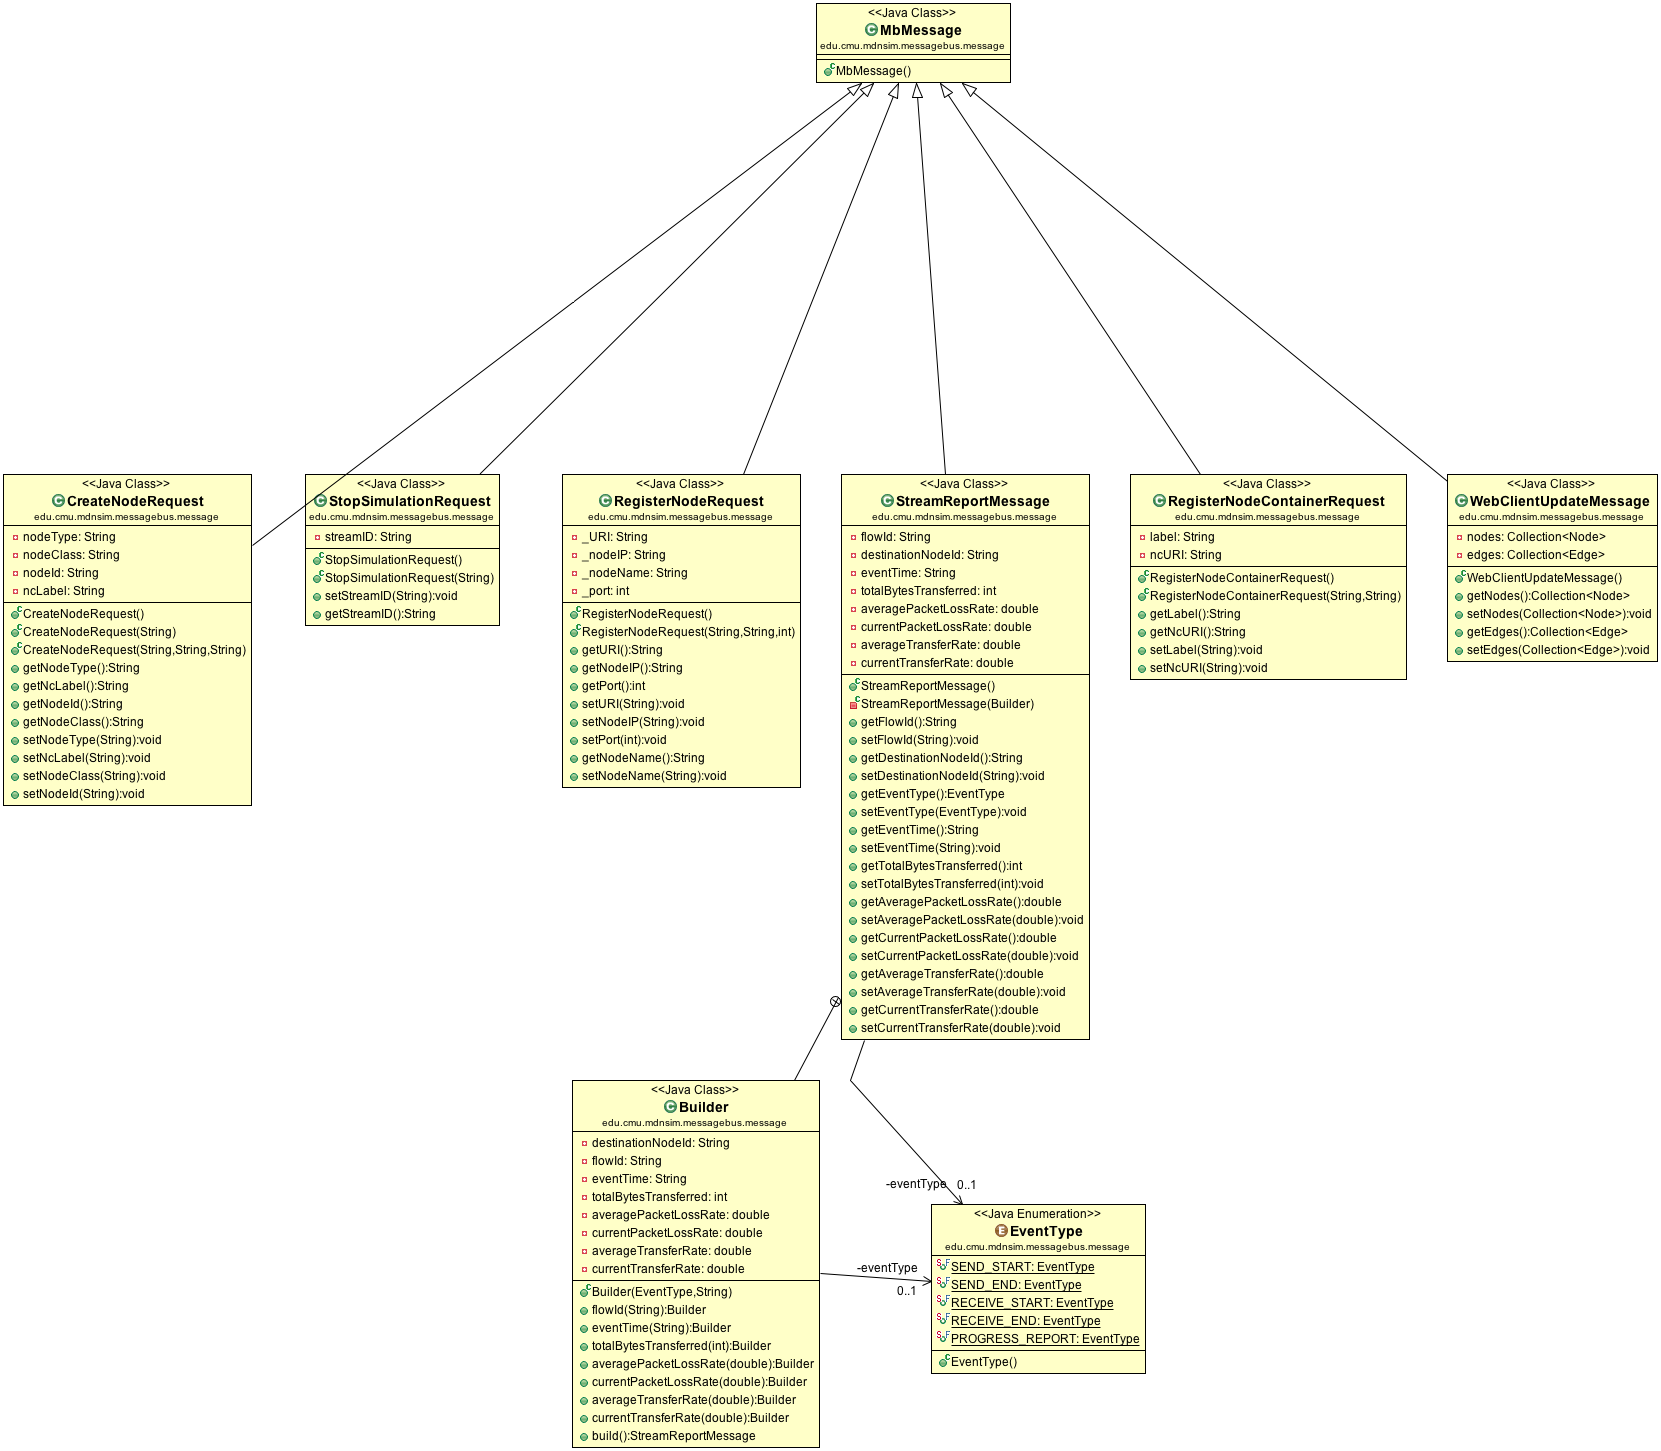 <<Java Class>>
MbMessage
edu.cmu.mdnsim.messagebus.message
MbMessage()
<<Java Class>>
CreateNodeRequest
edu.cmu.mdnsim.messagebus.message
nodeType: String
nodeClass: String
nodeId: String
ncLabel: String
CreateNodeRequest()
CreateNodeRequest(String)
CreateNodeRequest(String,String,String)
getNodeType():String
getNcLabel():String
getNodeId():String
getNodeClass():String
setNodeType(String):void
setNcLabel(String):void
setNodeClass(String):void
setNodeId(String):void
<<Java Class>>
StopSimulationRequest
edu.cmu.mdnsim.messagebus.message
streamID: String
StopSimulationRequest()
StopSimulationRequest(String)
setStreamID(String):void
getStreamID():String
<<Java Class>>
RegisterNodeRequest
edu.cmu.mdnsim.messagebus.message
_URI: String
_nodeIP: String
_nodeName: String
_port: int
RegisterNodeRequest()
RegisterNodeRequest(String,String,int)
getURI():String
getNodeIP():String
getPort():int
setURI(String):void
setNodeIP(String):void
setPort(int):void
getNodeName():String
setNodeName(String):void
<<Java Class>>
StreamReportMessage
edu.cmu.mdnsim.messagebus.message
flowId: String
destinationNodeId: String
eventTime: String
totalBytesTransferred: int
averagePacketLossRate: double
currentPacketLossRate: double
averageTransferRate: double
currentTransferRate: double
StreamReportMessage()
StreamReportMessage(Builder)
getFlowId():String
setFlowId(String):void
getDestinationNodeId():String
setDestinationNodeId(String):void
getEventType():EventType
setEventType(EventType):void
getEventTime():String
setEventTime(String):void
getTotalBytesTransferred():int
setTotalBytesTransferred(int):void
getAveragePacketLossRate():double
setAveragePacketLossRate(double):void
getCurrentPacketLossRate():double
setCurrentPacketLossRate(double):void
getAverageTransferRate():double
setAverageTransferRate(double):void
getCurrentTransferRate():double
setCurrentTransferRate(double):void
<<Java Class>>
RegisterNodeContainerRequest
edu.cmu.mdnsim.messagebus.message
label: String
ncURI: String
RegisterNodeContainerRequest()
RegisterNodeContainerRequest(String,String)
getLabel():String
getNcURI():String
setLabel(String):void
setNcURI(String):void
<<Java Class>>
WebClientUpdateMessage
edu.cmu.mdnsim.messagebus.message
nodes: Collection<Node>
edges: Collection<Edge>
WebClientUpdateMessage()
getNodes():Collection<Node>
setNodes(Collection<Node>):void
getEdges():Collection<Edge>
setEdges(Collection<Edge>):void
<<Java Class>>
Builder
edu.cmu.mdnsim.messagebus.message
destinationNodeId: String
flowId: String
eventTime: String
totalBytesTransferred: int
averagePacketLossRate: double
currentPacketLossRate: double
averageTransferRate: double
currentTransferRate: double
Builder(EventType,String)
flowId(String):Builder
eventTime(String):Builder
totalBytesTransferred(int):Builder
averagePacketLossRate(double):Builder
currentPacketLossRate(double):Builder
averageTransferRate(double):Builder
currentTransferRate(double):Builder
build():StreamReportMessage
-eventType 0..1
-eventType
0..1
<<Java Enumeration>>
EventType
edu.cmu.mdnsim.messagebus.message
SEND_START: EventType
SEND_END: EventType
RECEIVE_START: EventType
RECEIVE_END: EventType
PROGRESS_REPORT: EventType
EventType()